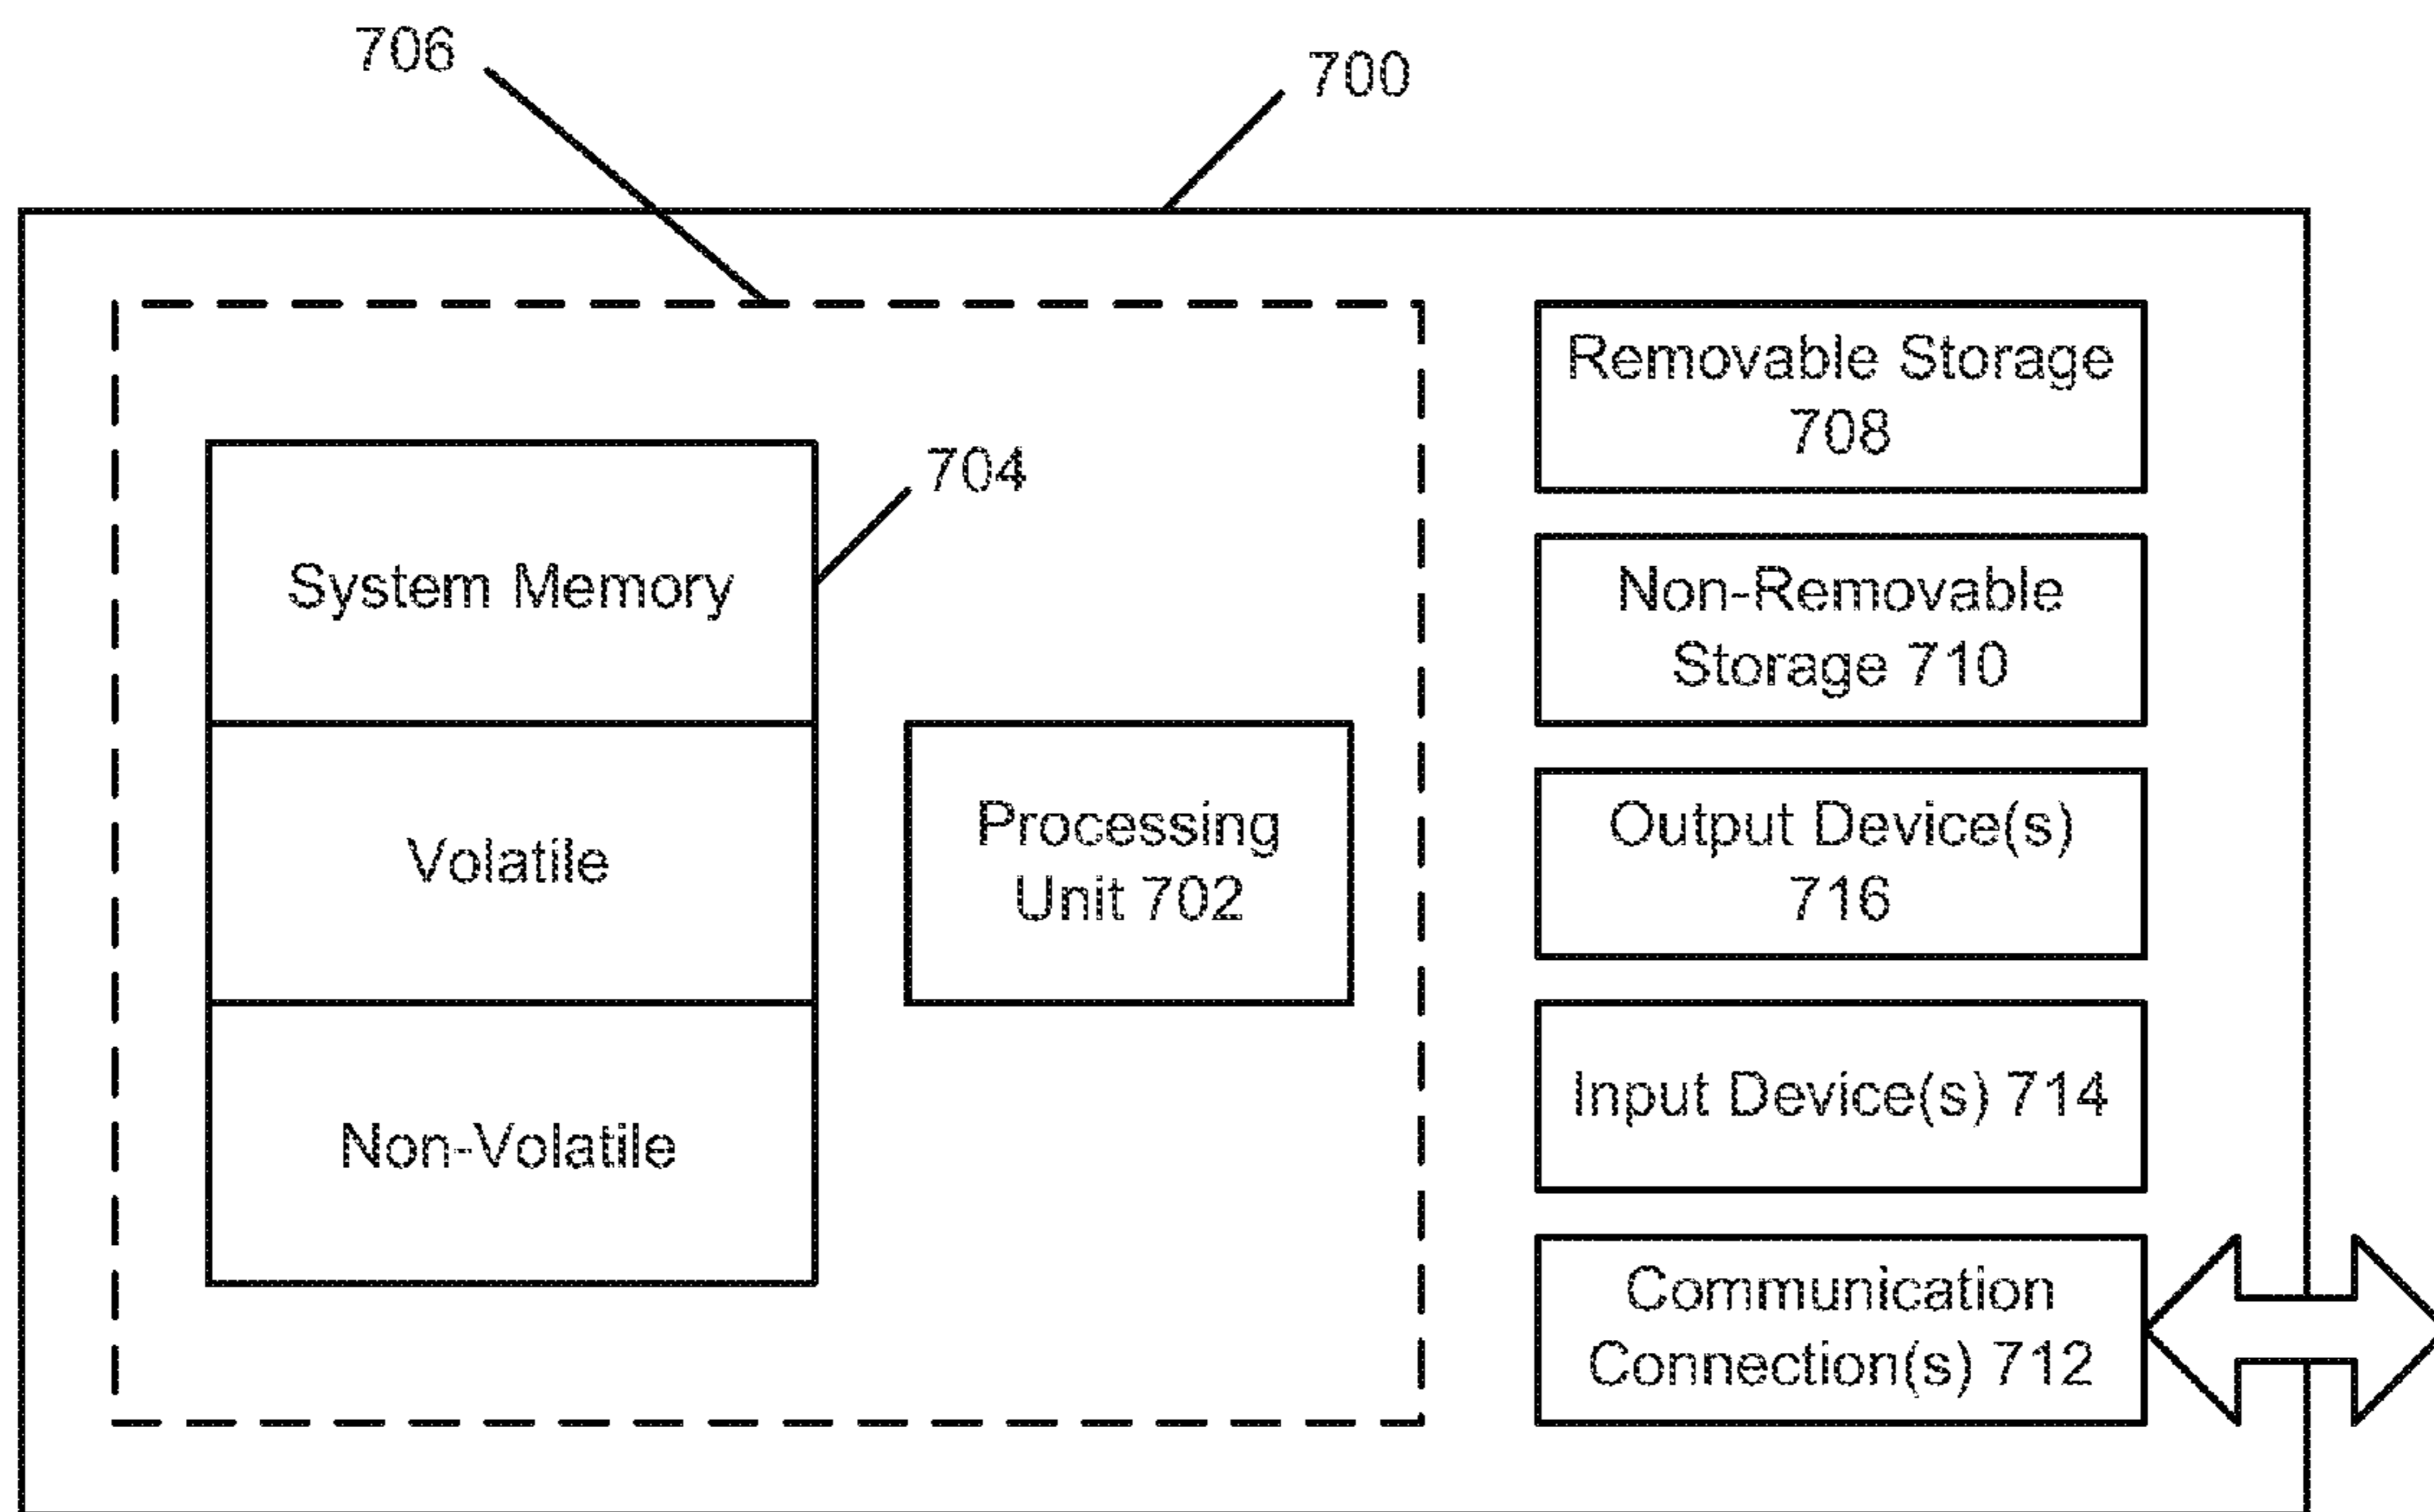 706
700
704
System Memory
Volatile
Non-Volatile
Processing
Unit 702
Removable Storage
708
Non-Removable
Storage 710
Output Device(s)
716
Input Device(s) 714
Communication
Connection(s) 712